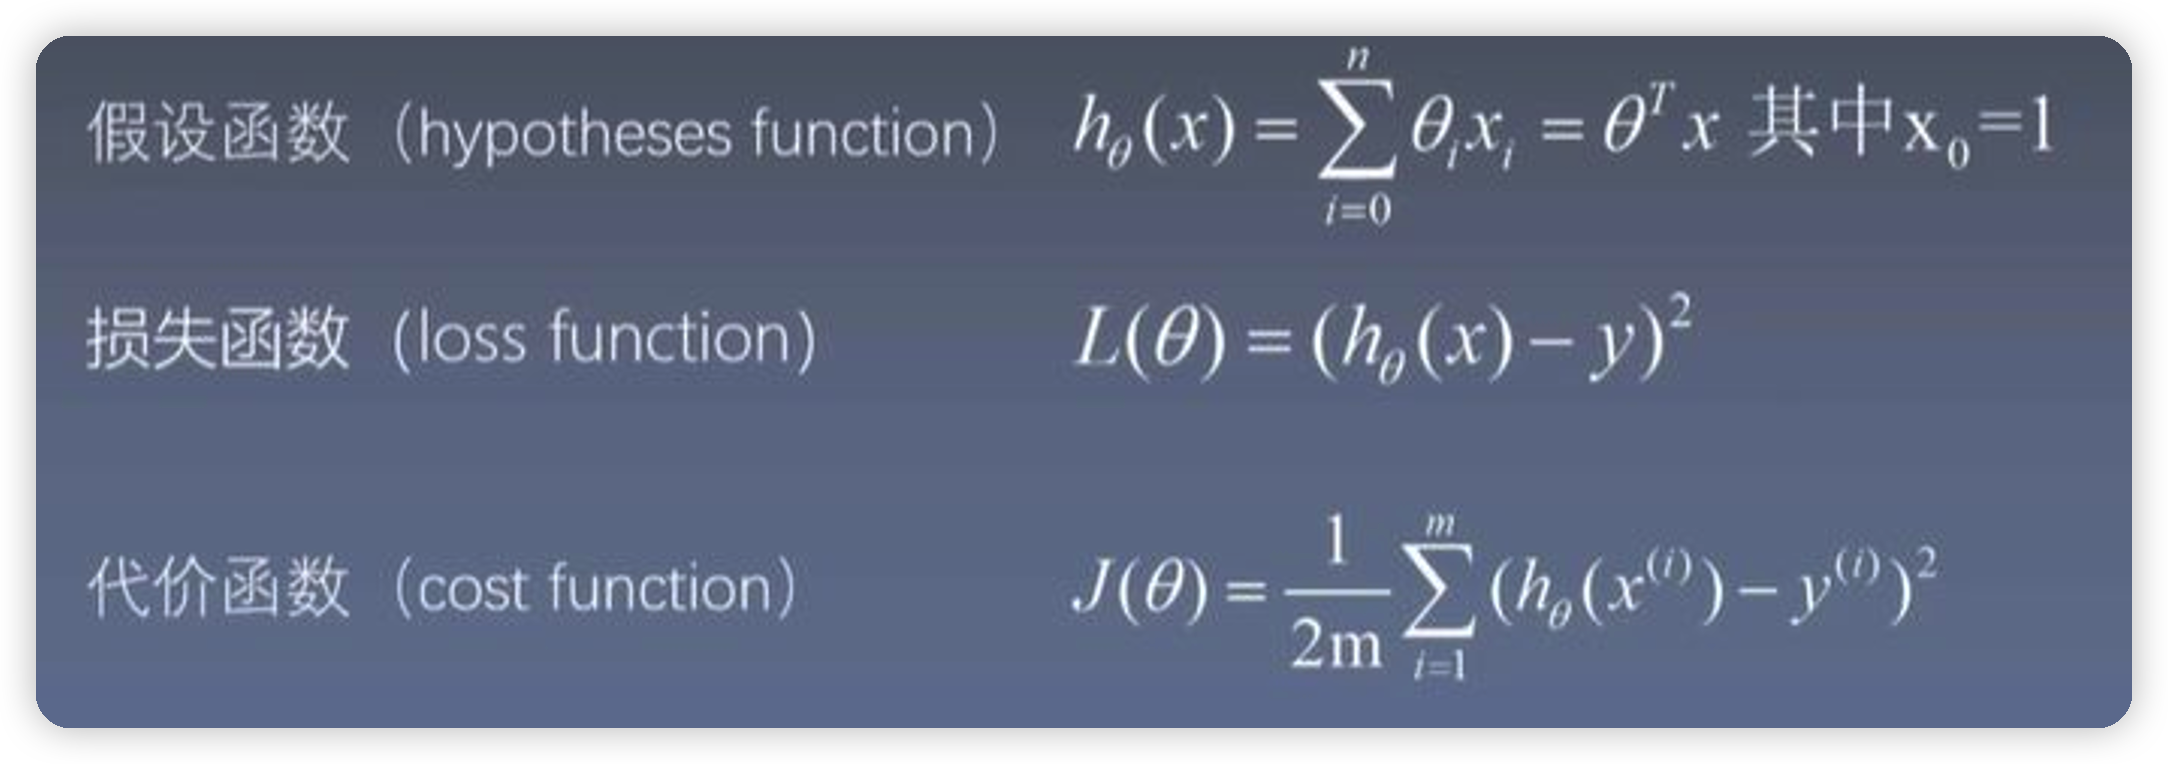 假设函数（hypotheses function） $h_\theta(x) = \sum_{i=0}^{n} \theta_i x_i = \theta^T x$ 其中$x_0=1$
损失函数（loss function） $L(\theta) = (h_\theta(x) - y)^2$
代价函数（cost function） $J(\theta) = \frac{1}{2m} \sum_{i=1}^{m} (h_\theta(x^{(i)}) - y^{(i)})^2$